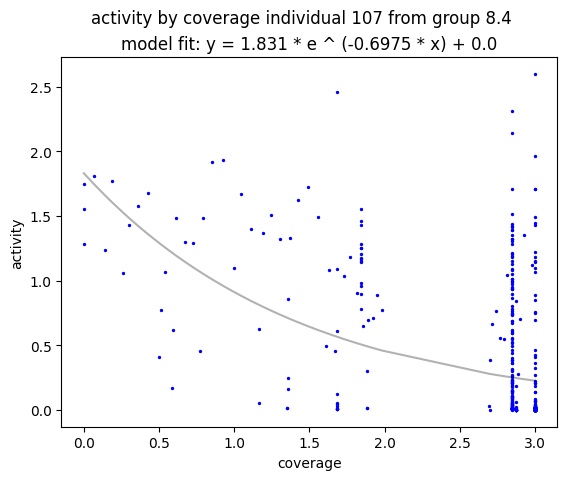 activity by coverage individual 107 from group 8.4
model fit: y = 1.831 * e ^ (-0.6975 * x) + 0.0
2.5
2.0
1.5
1.0
0.5
0.0
activity
0.0 0.5 1.0 1.5 2.0 2.5 3.0
coverage